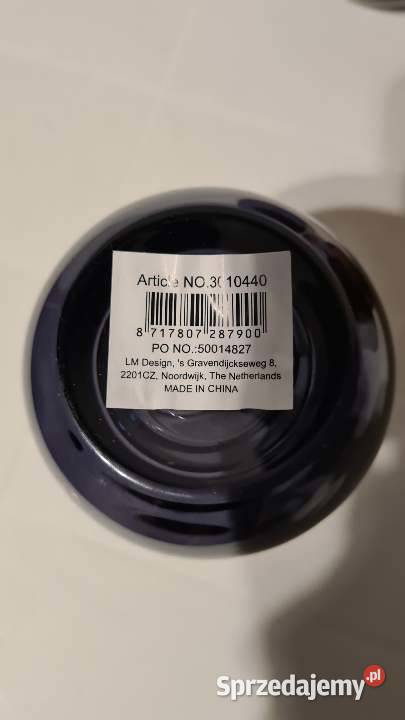 Article NO.3010440
8 717807 287900
PO NO.:50014827
LM Design, 's Gravendijckseweg 8,
2201CZ, Noordwijk, The Netherlands
MADE IN CHINA
Sprzedajemy.pl